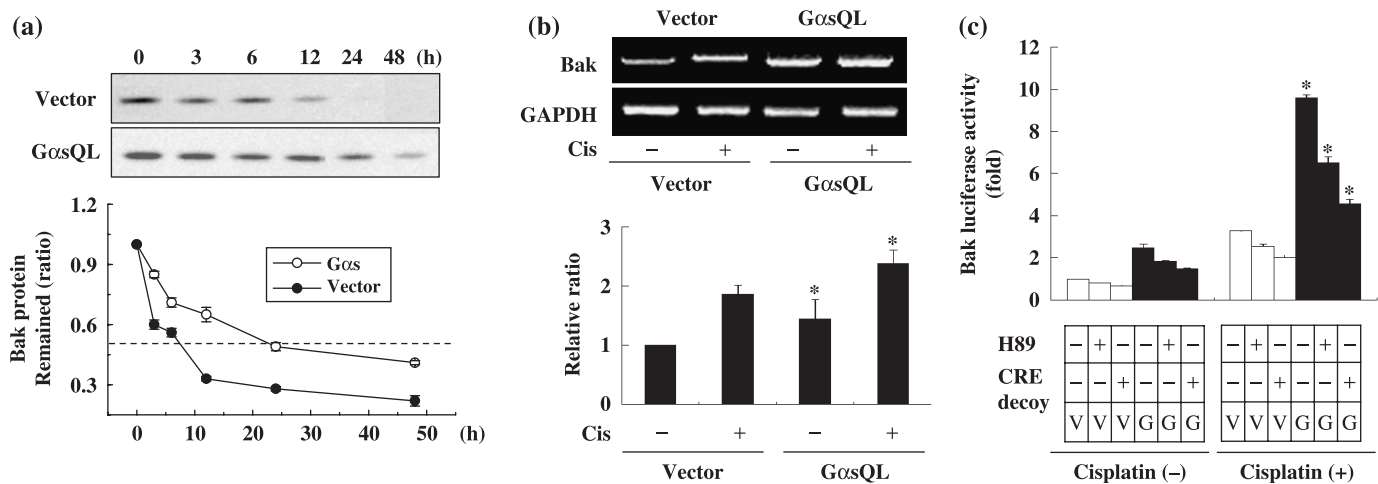 (a)
0 3 6 12 24 48 (h)
Vector
GαsQL
Bak protein
Remained (ratio)
1.2
0.9
0.6
0.3
Gαs
Vector
0 10 20 30 40 50 (h)
(b)
Vector GαsQL
Bak
GAPDH
Cis − + − +
Vector GαsQL
Relative ratio
3
2
1
0
* *
Cis − + − +
Vector GαsQL
(c)
Bak luciferase activity
(fold)
12
10
8
6
4
2
0
* * *
H89 − + − − + − − + − − + −
CRE
decoy − − + − − + − − + − − +
V V V G G G V V V G G G
Cisplatin (−) Cisplatin (+)